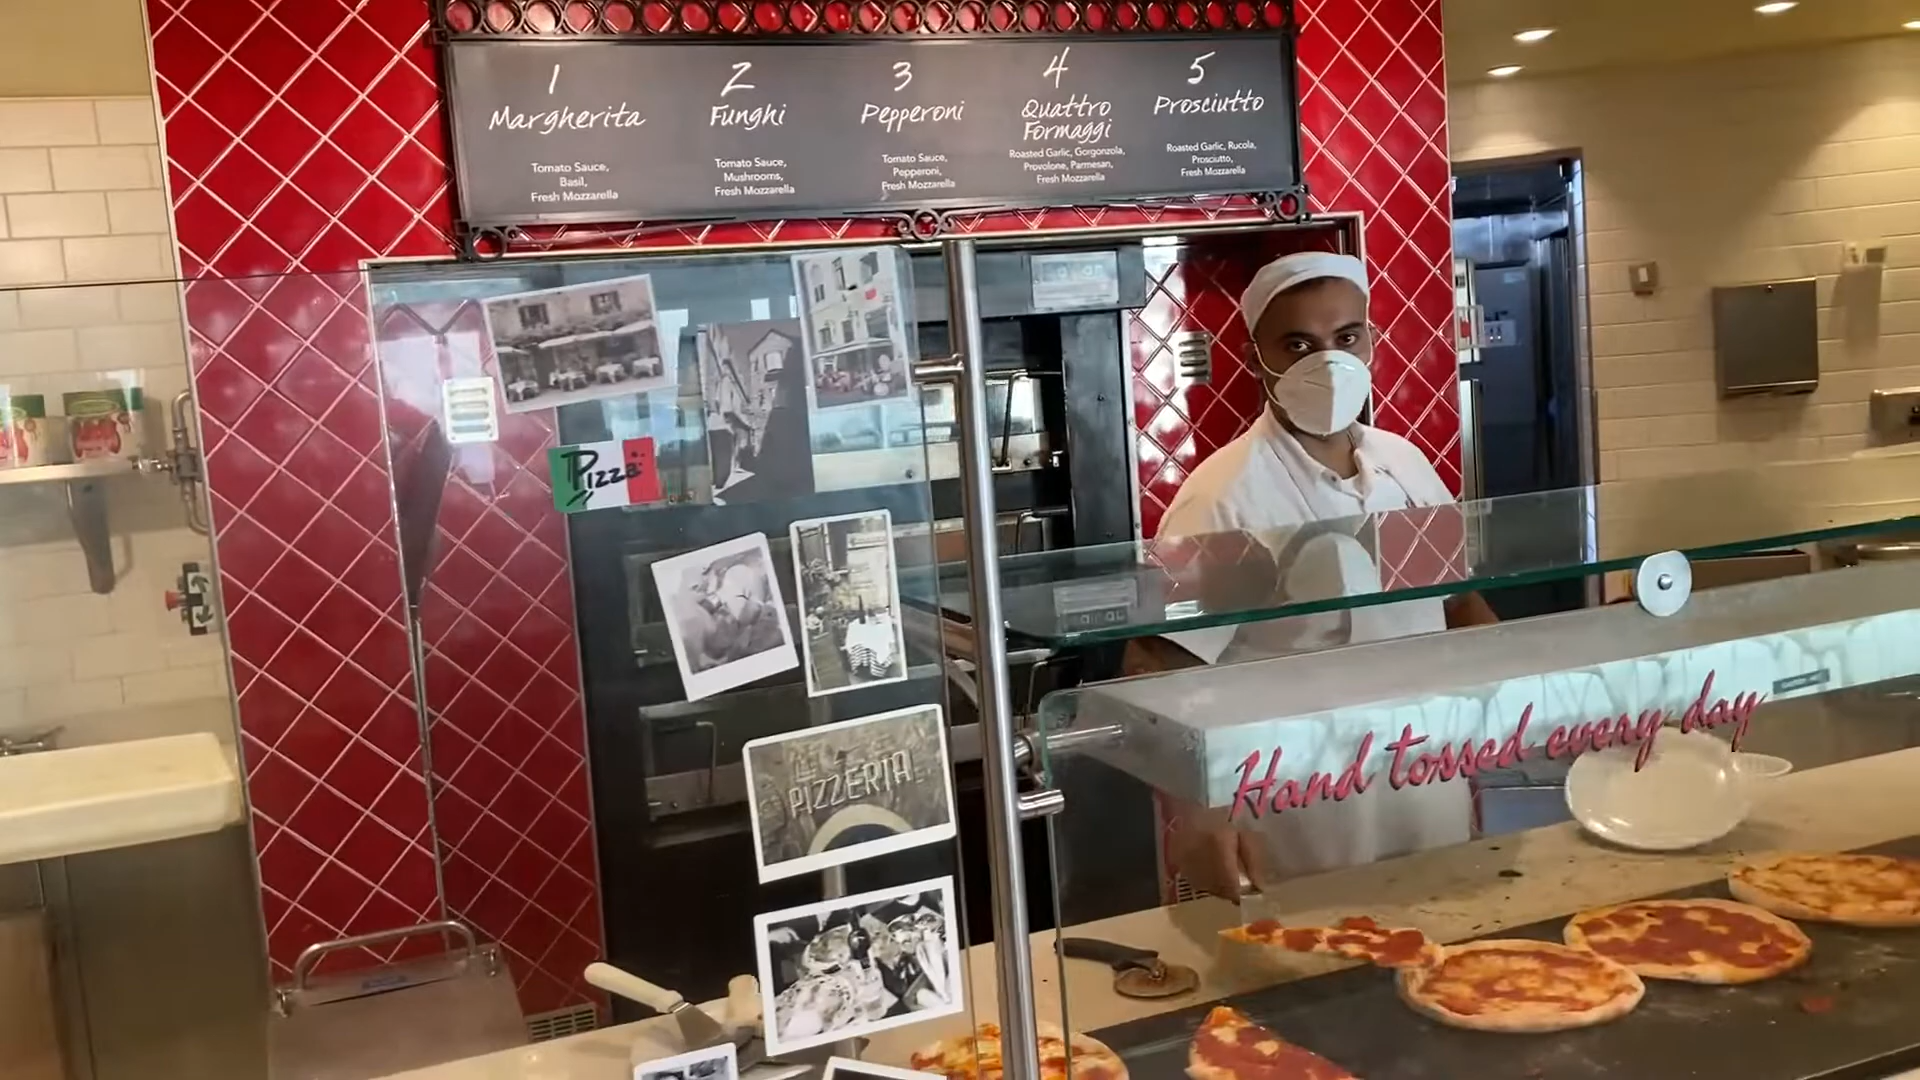 1
Margherita
Tomato Sauce,
Basil,
Fresh Mozzarella
2
Funghi
Tomato Sauce,
Mushrooms,
Fresh Mozzarella
3
Pepperoni
Tomato Sauce,
Pepperoni,
Fresh Mozzarella
4
Quattro
Formaggi
Roasted Garlic, Gorgonzola,
Provolone, Parmesan,
Fresh Mozzarella
5
Prosciutto
Roasted Garlic, Rucola,
Prosciutto,
Fresh Mozzarella
Pizza
PIZZERIA
Hand tossed every day